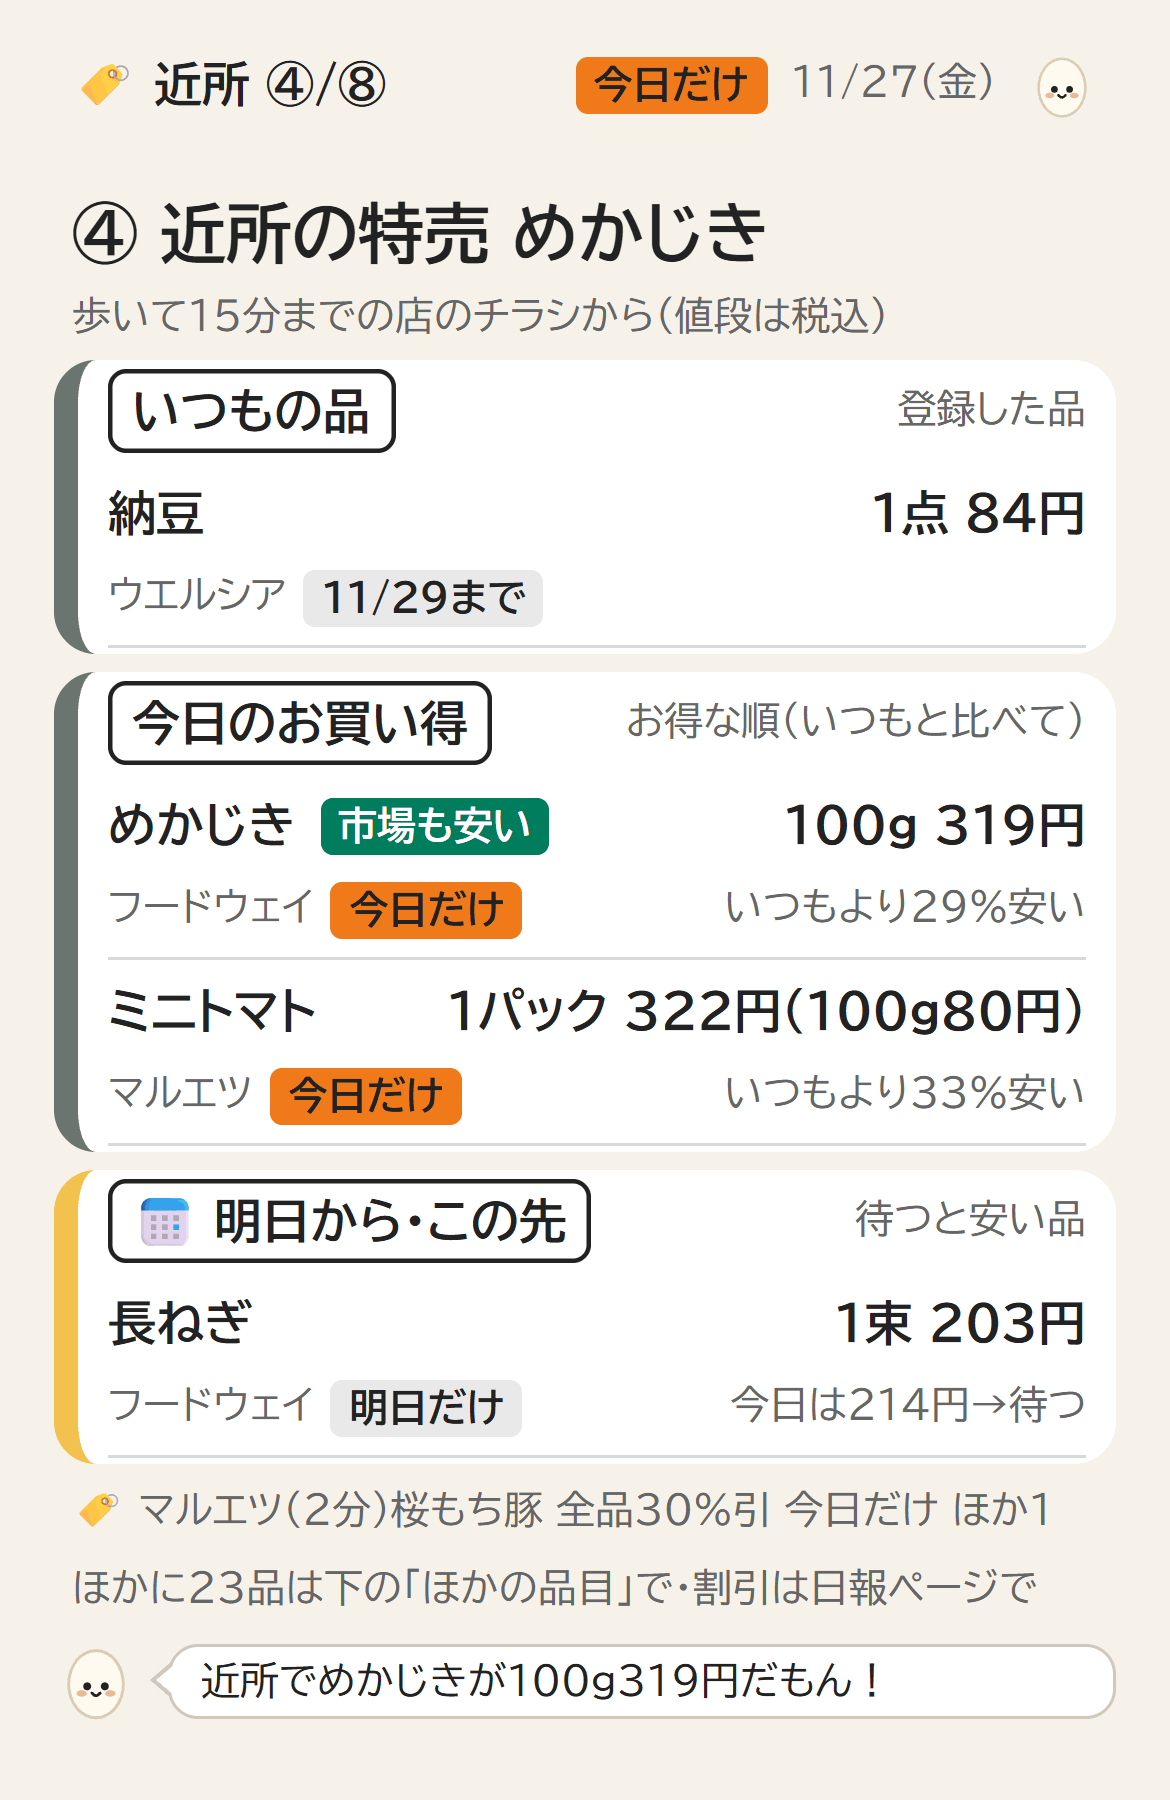 近所 ④/⑧ 今日だけ 11/27(金)
④ 近所の特売 めかじき
歩いて15分までの店のチラシから(値段は税込)
いつもの品 登録した品
納豆 1点 84円
ウエルシア 11/29まで
今日のお買い得 お得な順(いつもと比べて)
めかじき 市場も安い 100g 319円
フードウェイ 今日だけ いつもより29%安い
ミニトマト 1パック 322円(100g80円)
マルエツ 今日だけ いつもより33%安い
明日から・この先 待つと安い品
長ねぎ 1束 203円
フードウェイ 明日だけ 今日は214円→待つ
マルエツ(2分)桜もち豚 全品30%引 今日だけ ほか1
ほかに23品は下の「ほかの品目」で・割引は日報ページで
近所でめかじきが100g319円だもん！